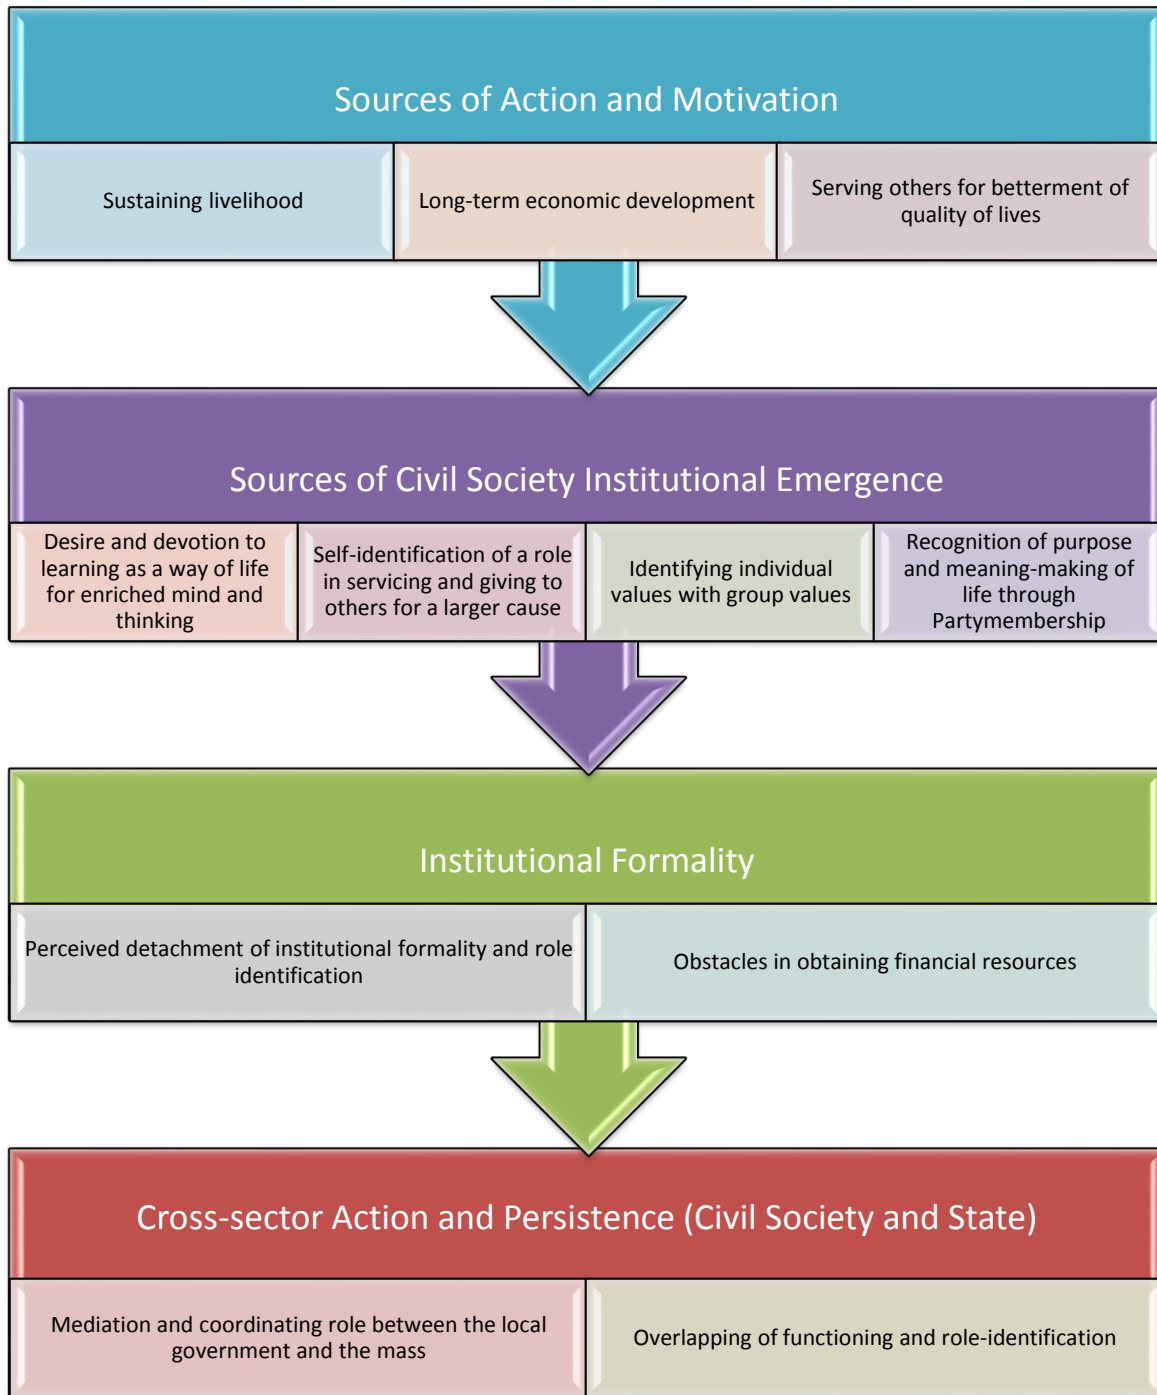 Sources of Action and Motivation
Sustaining livelihood
Long-term economic development
Serving others for betterment of
quality of lives
Sources of Civil Society Institutional Emergence
Desire and devotion to
learning as a way of life
for enriched mind and
thinking
Self-identification of a role
in servicing and giving to
others for a larger cause
Identifying individual
values with group values
Recognition of purpose
and meaning-making of
life through
Partymembership
Institutional Formality
Perceived detachment of institutional formality and role
identification
Obstacles in obtaining financial resources
Cross-sector Action and Persistence (Civil Society and State)
Mediation and coordinating role between the local
government and the mass
Overlapping of functioning and role-identification